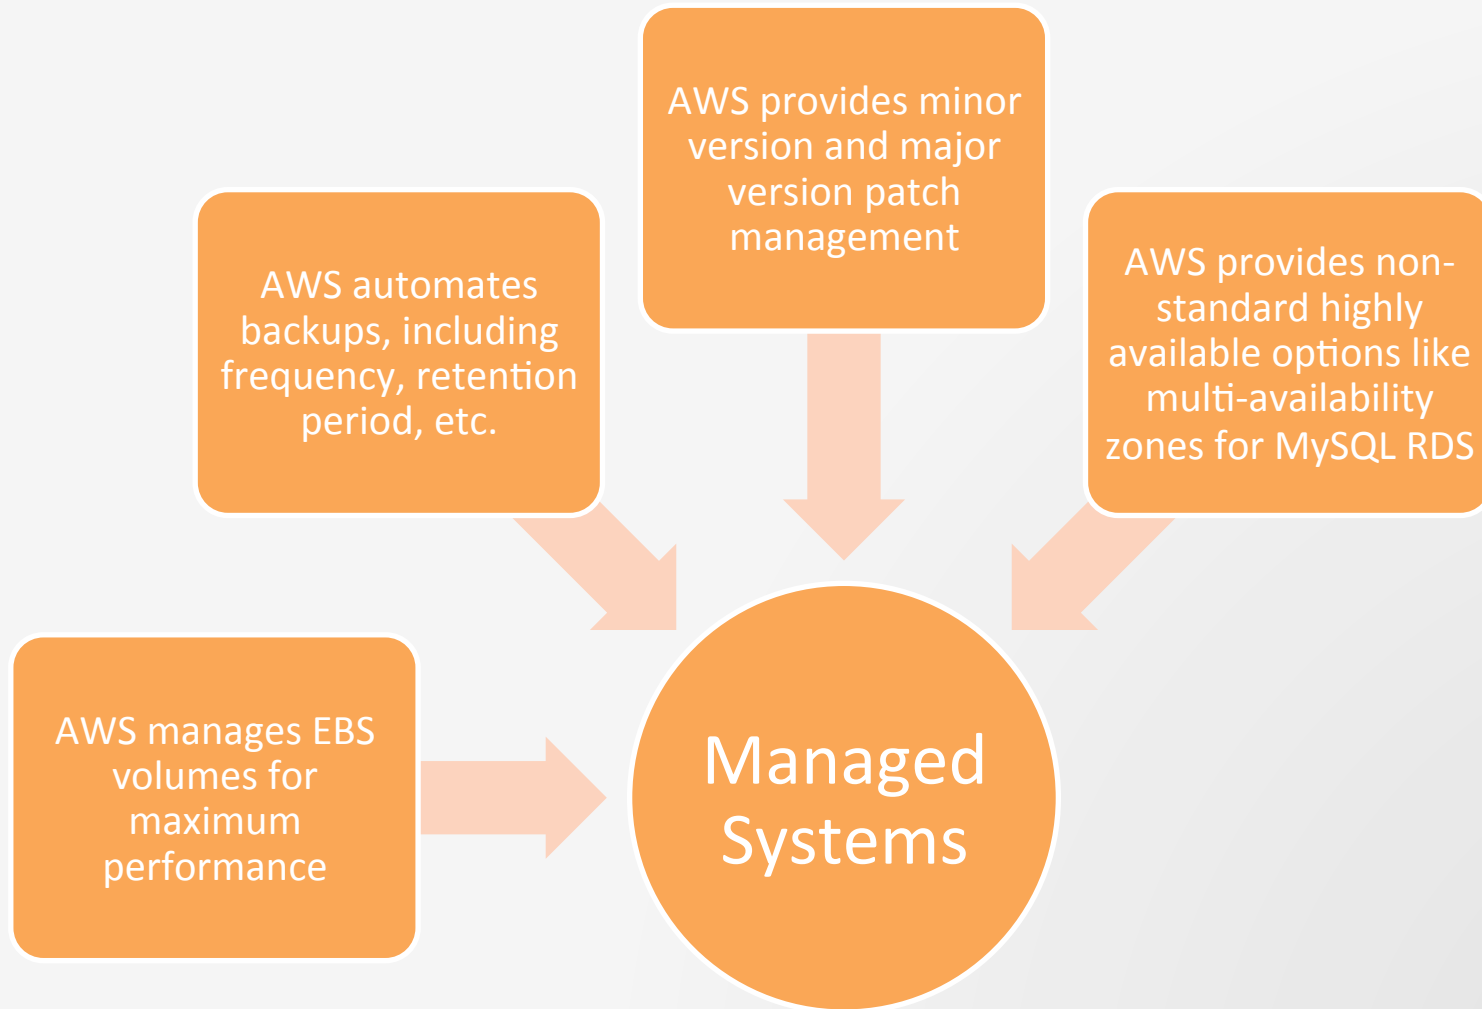 AWS provides minor
version and major
version patch
management
AWS automates
backups, including
frequency, retention
period, etc.
AWS provides non-
standard highly
available options like
multi-availability
zones for MySQL RDS
AWS manages EBS
volumes for
maximum
performance
Managed
Systems